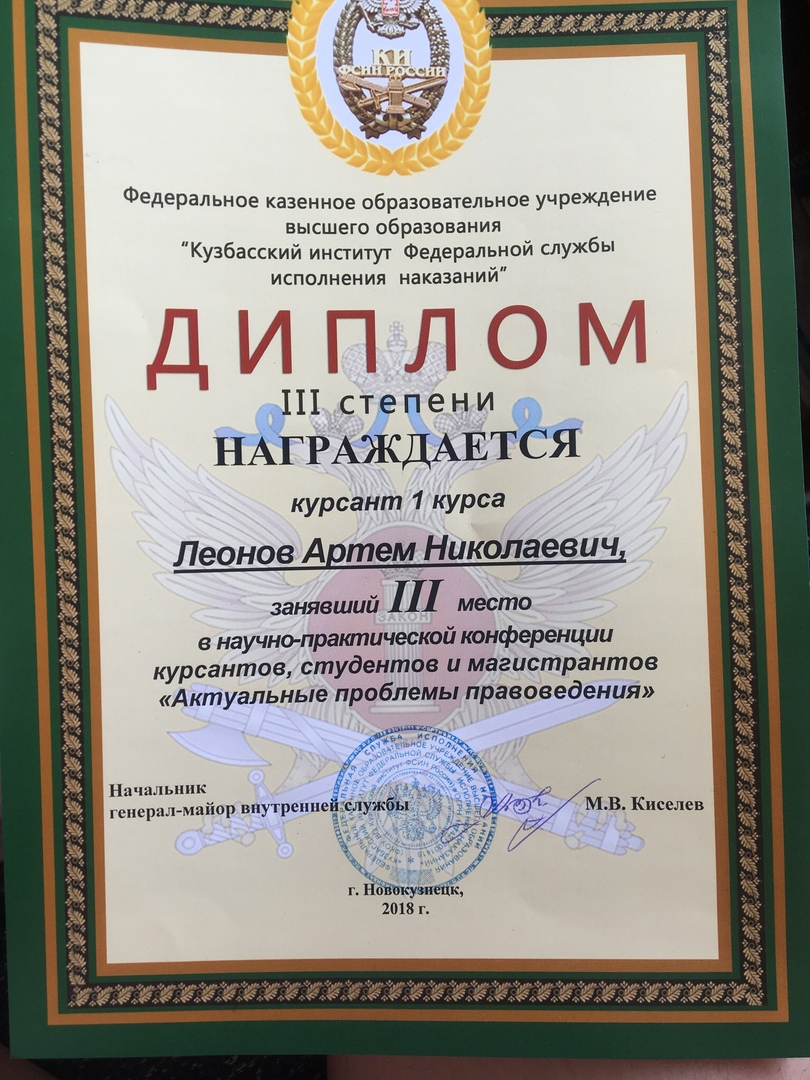 КИ
ФСИН РОССИИ
Федеральное казенное образовательное учреждение
высшего образования
"Кузбасский институт Федеральной службы
исполнения наказаний"
ДИПЛОМ
III степени
НАГРАЖДАЕТСЯ
курсант 1 курса
Леонов Артем Николаевич,
занявший III место
ЗАКОН
в научно-практической конференции
курсантов, студентов и магистрантов
«Актуальные проблемы правоведения»
Начальник
генерал-майор внутренней службы
М.В. Киселев
г. Новокузнецк,
2018 г.